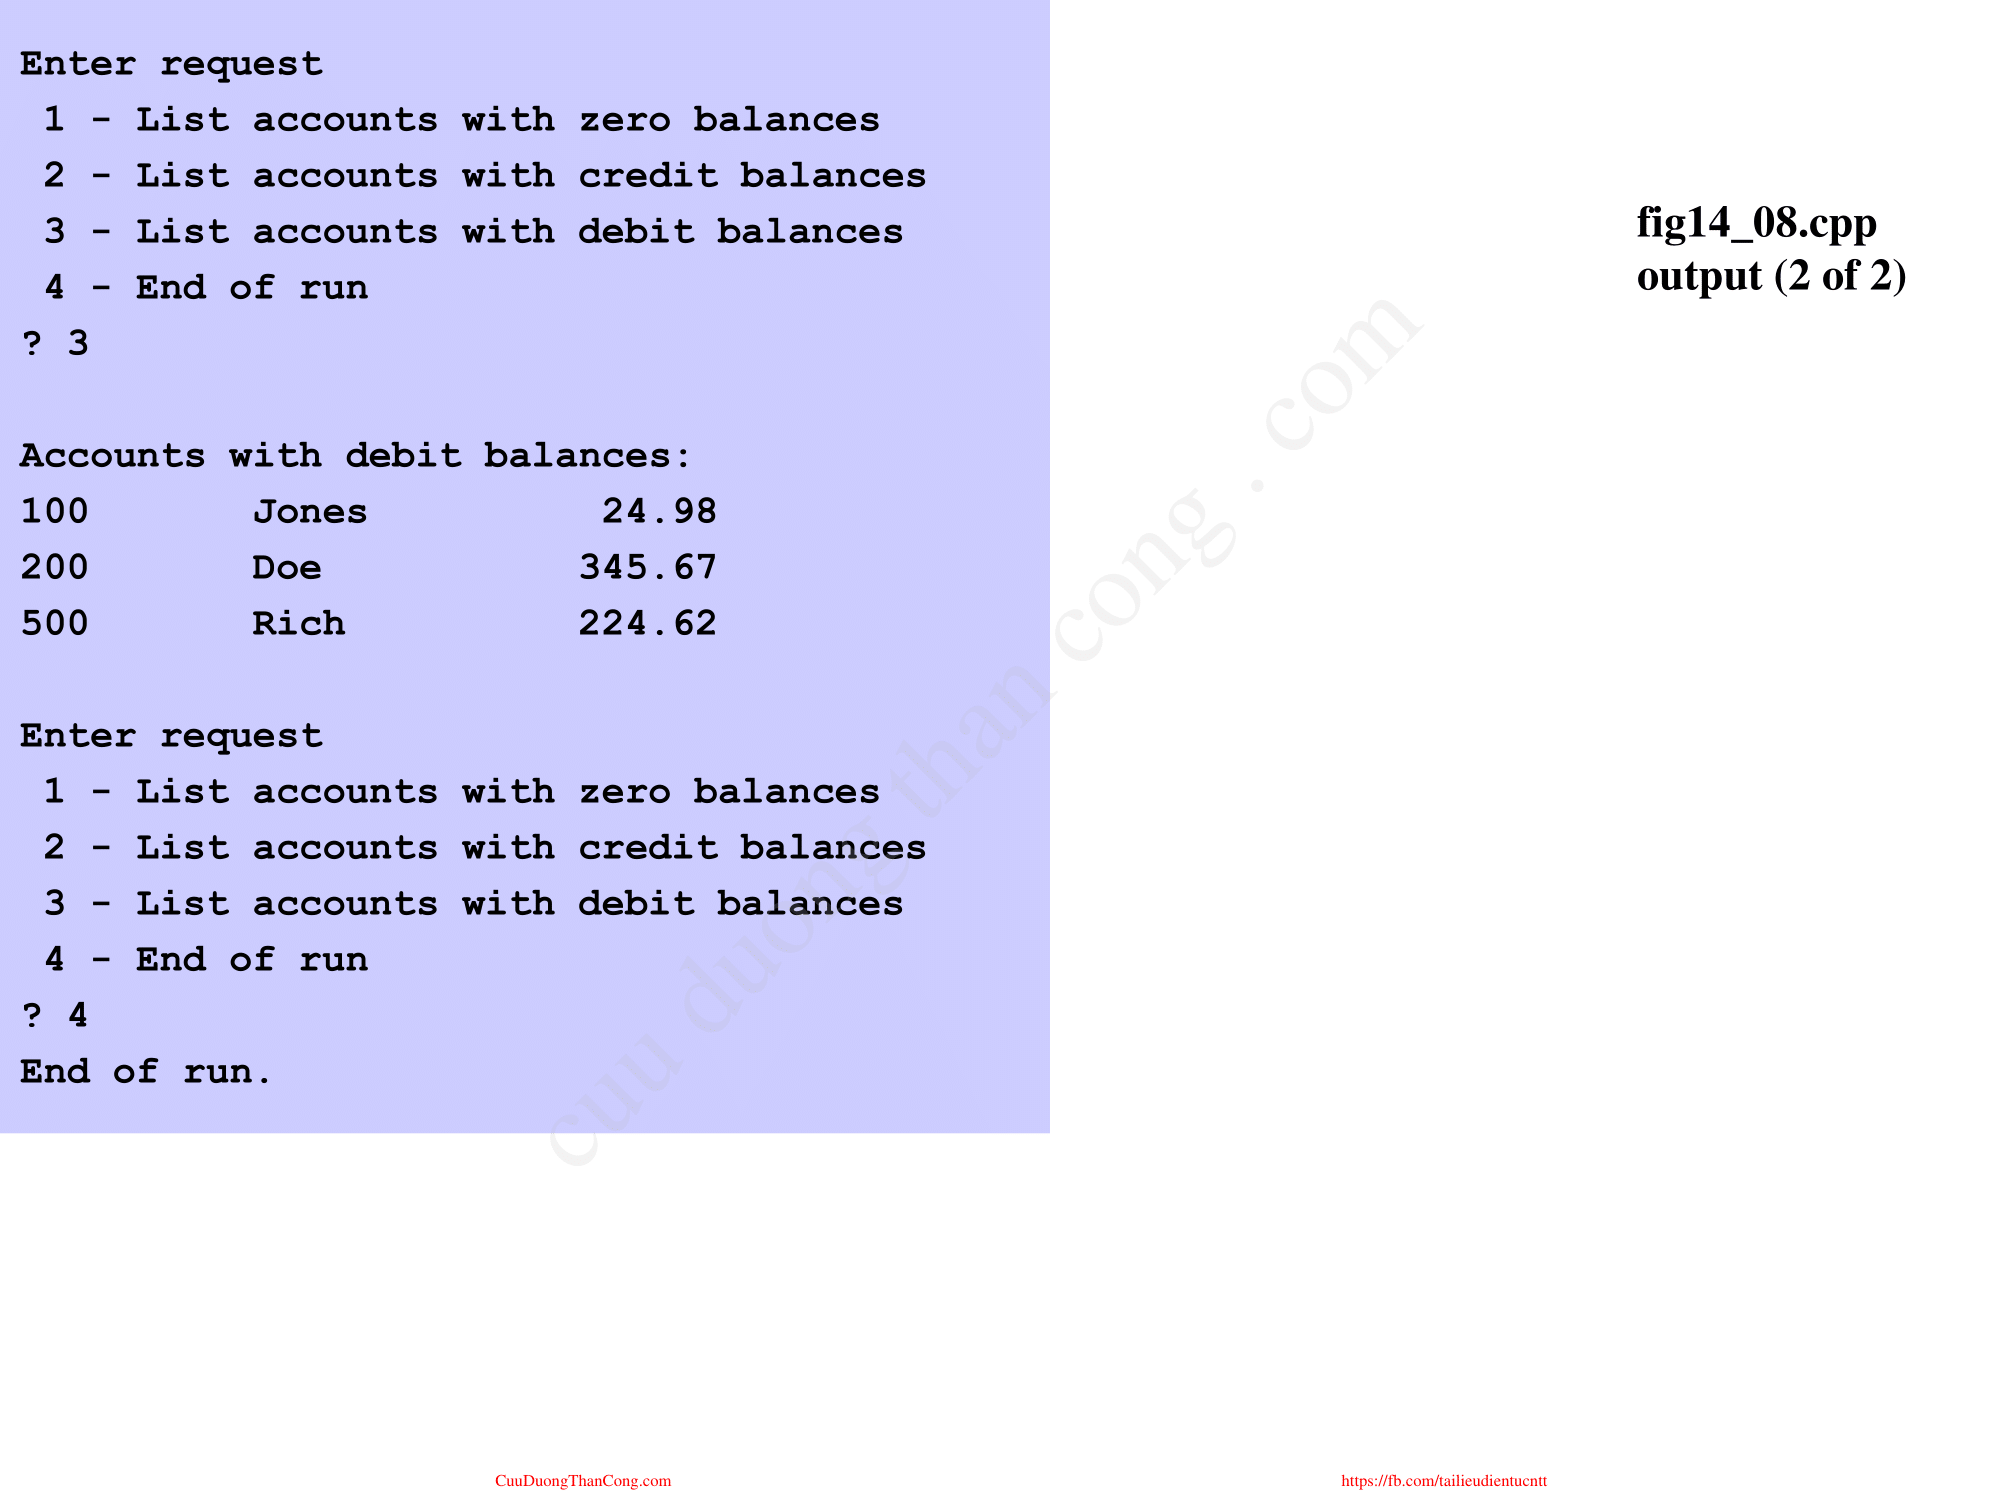 Enter request
 1 - List accounts with zero balances
 2 - List accounts with credit balances
 3 - List accounts with debit balances
 4 - End of run
? 3

Accounts with debit balances:
100       Jones          24.98
200       Doe           345.67
500       Rich          224.62

Enter request
 1 - List accounts with zero balances
 2 - List accounts with credit balances
 3 - List accounts with debit balances
 4 - End of run
? 4
End of run.
fig14_08.cpp
output (2 of 2)
cuu duong than cong . com
CuuDuongThanCong.com
https://fb.com/tailieudientucntt